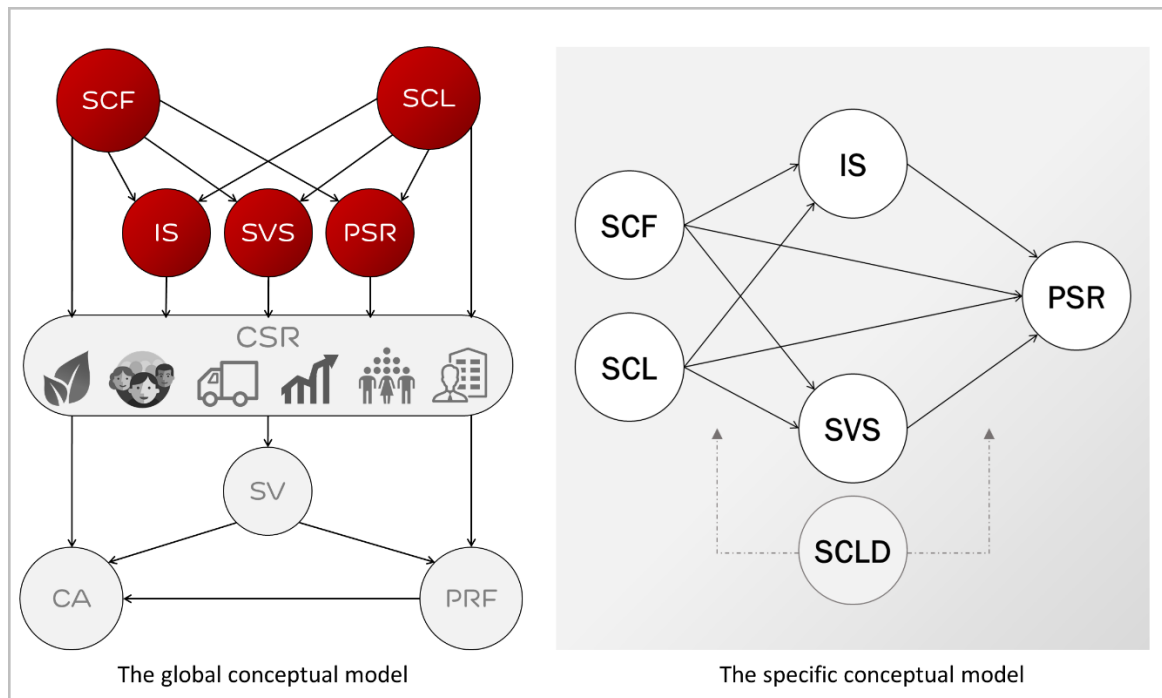 SCF
SCL
IS
SVS
PSR
CSR
SV
CA
PRF
The global conceptual model
IS
SCF
PSR
SCL
SVS
SCLD
The specific conceptual model